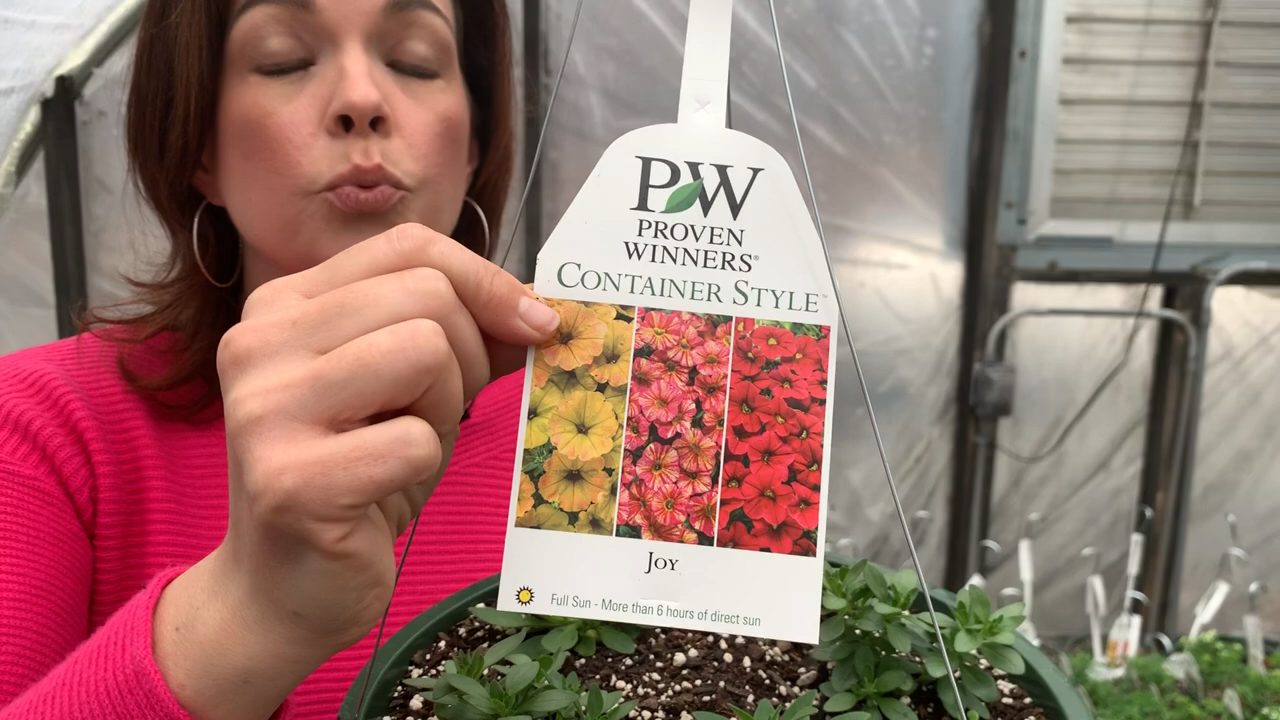 PW
PROVEN
WINNERS®
CONTAINER STYLE™
JOY
Full Sun - More than 6 hours of direct sun